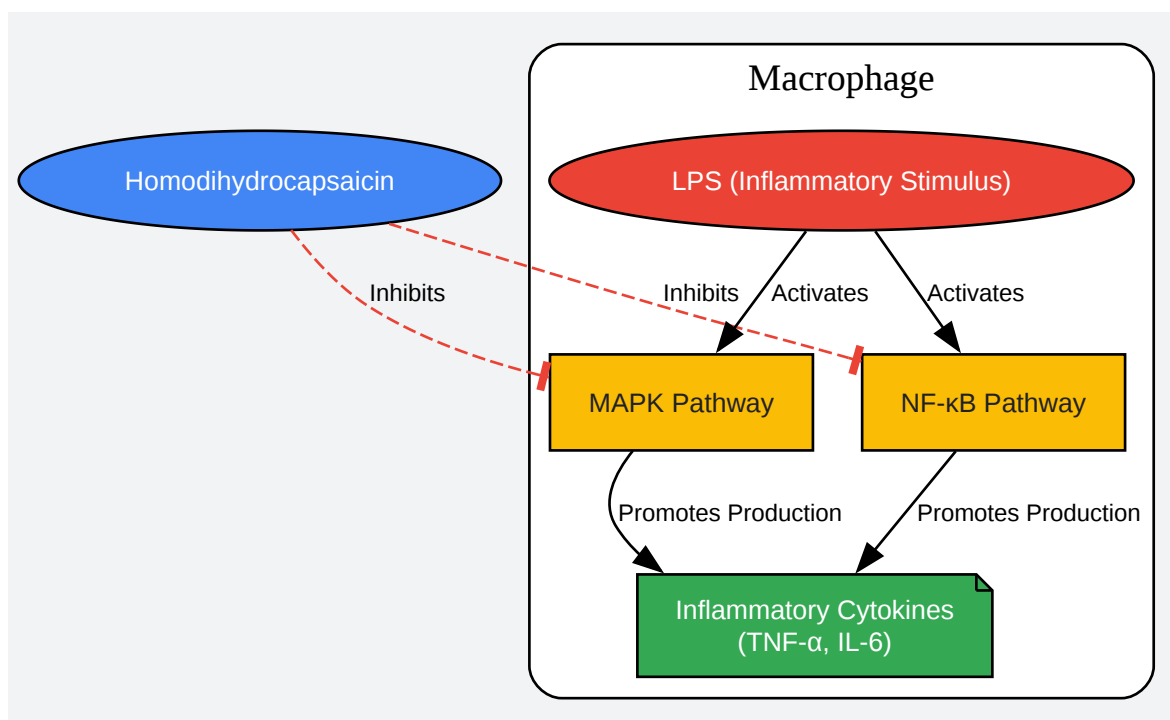 Macrophage
Homodihydrocapsaicin
LPS (Inflammatory Stimulus)
Inhibits
Inhibits
Activates
Activates
MAPK Pathway
NF-κB Pathway
Promotes Production
Promotes Production
Inflammatory Cytokines
(TNF-α, IL-6)